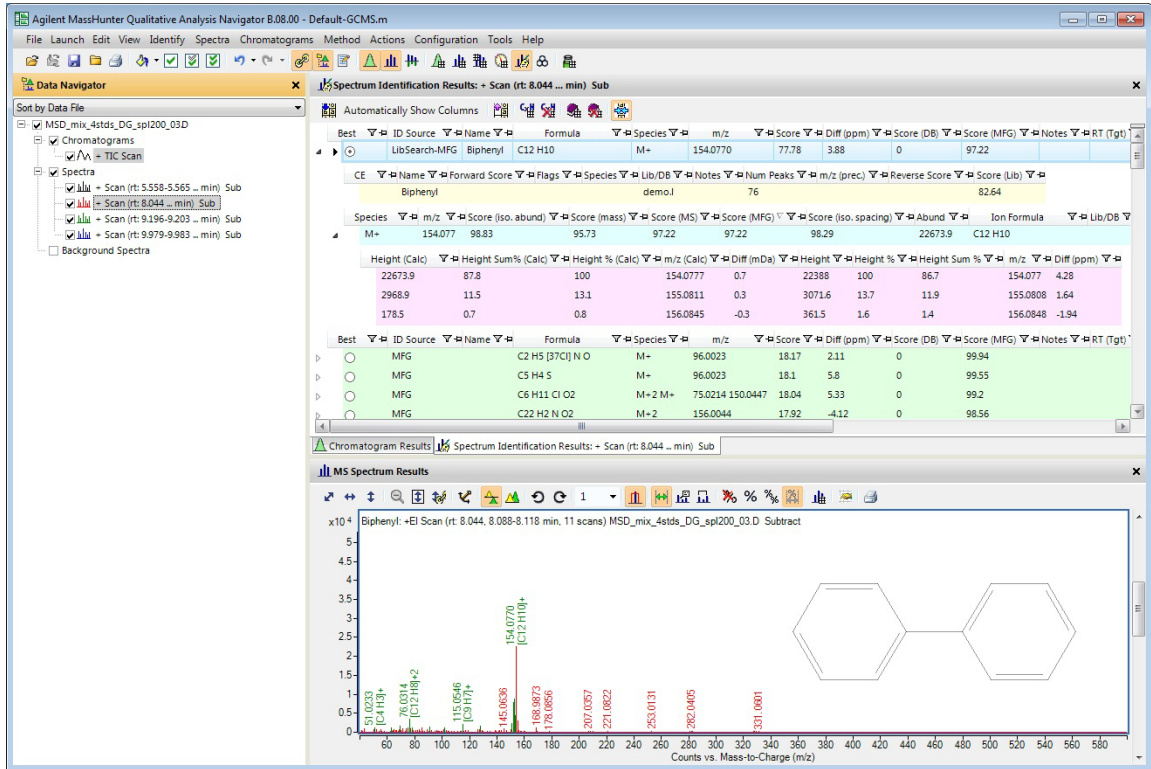 Agilent MassHunter Qualitative Analysis Navigator B.08.00 - Default-GCMS.m
File Launch Edit View Identify Spectra Chromatograms Method Actions Configuration Tools Help
Data Navigator
Sort by Data File
MSD_mix_4stds_DG_spl200_03.D
Chromatograms
+ TIC Scan
Spectra
+ Scan (rt: 5.558-5.565 ... min) Sub
+ Scan (rt: 8.044 ... min) Sub
+ Scan (rt: 9.196-9.203 ... min) Sub
+ Scan (rt: 9.979-9.983 ... min) Sub
Background Spectra
Spectrum Identification Results: + Scan (rt: 8.044 ... min) Sub
Automatically Show Columns
Best ID Source Name Formula Species m/z Score Diff (ppm) Score (DB) Score (MFG) Notes RT (Tgt)
LibSearch-MFG Biphenyl C12 H10 M+ 154.0770 77.78 3.88 0 97.22
CE Name Forward Score Flags Species Lib/DB Notes Num Peaks m/z (prec.) Reverse Score Score (Lib)
Biphenyl demo.l 76 82.64
Species m/z Score (iso. abund) Score (mass) Score (MS) Score (MFG) Score (iso. spacing) Abund Ion Formula Lib/DB
M+ 154.077 98.83 95.73 97.22 97.22 98.29 22673.9 C12 H10
Height (Calc) Height Sum% (Calc) Height % (Calc) m/z (Calc) Diff (mDa) Height Height % Height Sum % m/z Diff (ppm)
22673.9 87.8 100 154.0777 0.7 22388 100 86.7 154.077 4.28
2968.9 11.5 13.1 155.0811 0.3 3071.6 13.7 11.9 155.0808 1.64
178.5 0.7 0.8 156.0845 -0.3 361.5 1.6 1.4 156.0848 -1.94
Best ID Source Name Formula Species m/z Score Diff (ppm) Score (DB) Score (MFG) Notes RT (Tgt)
MFG C2 H5 [37Cl] N O M+ 96.0023 18.17 2.11 0 99.94
MFG C5 H4 S M+ 96.0023 18.1 5.8 0 99.55
MFG C6 H11 Cl O2 M+2 M+ 75.0214 150.0447 18.04 5.33 0 99.2
MFG C22 H2 N O2 M+2 156.0044 17.92 -4.12 0 98.56
Chromatogram Results Spectrum Identification Results: + Scan (rt: 8.044 ... min) Sub
MS Spectrum Results
1
x10 4 Biphenyl: +EI Scan (rt: 8.044, 8.088-8.118 min, 11 scans) MSD_mix_4stds_DG_spl200_03.D Subtract
5
4.5
4
3.5
3
2.5
2
1.5
1
0.5
0
51.0233
[C4 H3]+
76.0314
[C12 H8]+2
115.0546
[C9 H7]+
145.0636
154.0770
[C12 H10]+
168.9873
178.0856
207.0357
221.0822
253.0131
282.0405
331.0601
60 80 100 120 140 160 180 200 220 240 260 280 300 320 340 360 380 400 420 440 460 480 500 520 540 560 580
Counts vs. Mass-to-Charge (m/z)